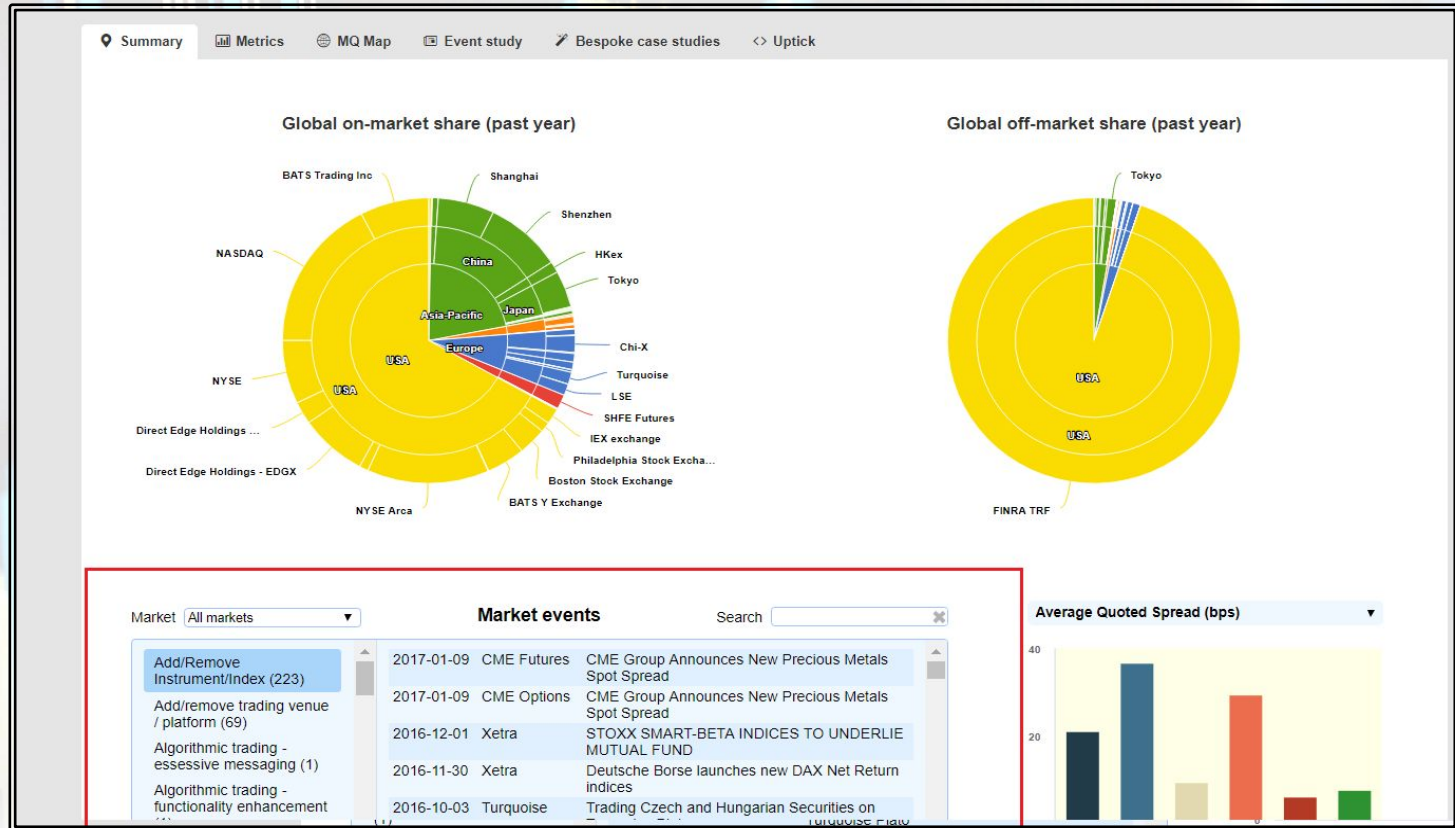 Summary Metrics MQ Map Event study Bespoke case studies <> Uptick
Global on-market share (past year)
BATS Trading Inc
Shanghai
Shenzhen
NASDAQ
HKex
China
Tokyo
Asia-Pacific
Japan
Europe
Chi-X
USA
Turquoise
NYSE
USA
LSE
SHFE Futures
Direct Edge Holdings ...
IEX exchange
Philadelphia Stock Excha...
Direct Edge Holdings - EDGX
Boston Stock Exchange
BATS Y Exchange
NYSE Arca
Global off-market share (past year)
Tokyo
USA
USA
FINRA TRF
Market All markets
Market events
Search
Add/Remove
Instrument/Index (223)
Add/remove trading venue
/ platform (69)
Algorithmic trading -
essessive messaging (1)
Algorithmic trading -
functionality enhancement
2017-01-09 CME Futures CME Group Announces New Precious Metals
Spot Spread
2017-01-09 CME Options CME Group Announces New Precious Metals
Spot Spread
2016-12-01 Xetra STOXX SMART-BETA INDICES TO UNDERLIE
MUTUAL FUND
2016-11-30 Xetra Deutsche Borse launches new DAX Net Return
indices
2016-10-03 Turquoise Trading Czech and Hungarian Securities on
Average Quoted Spread (bps)
40
20